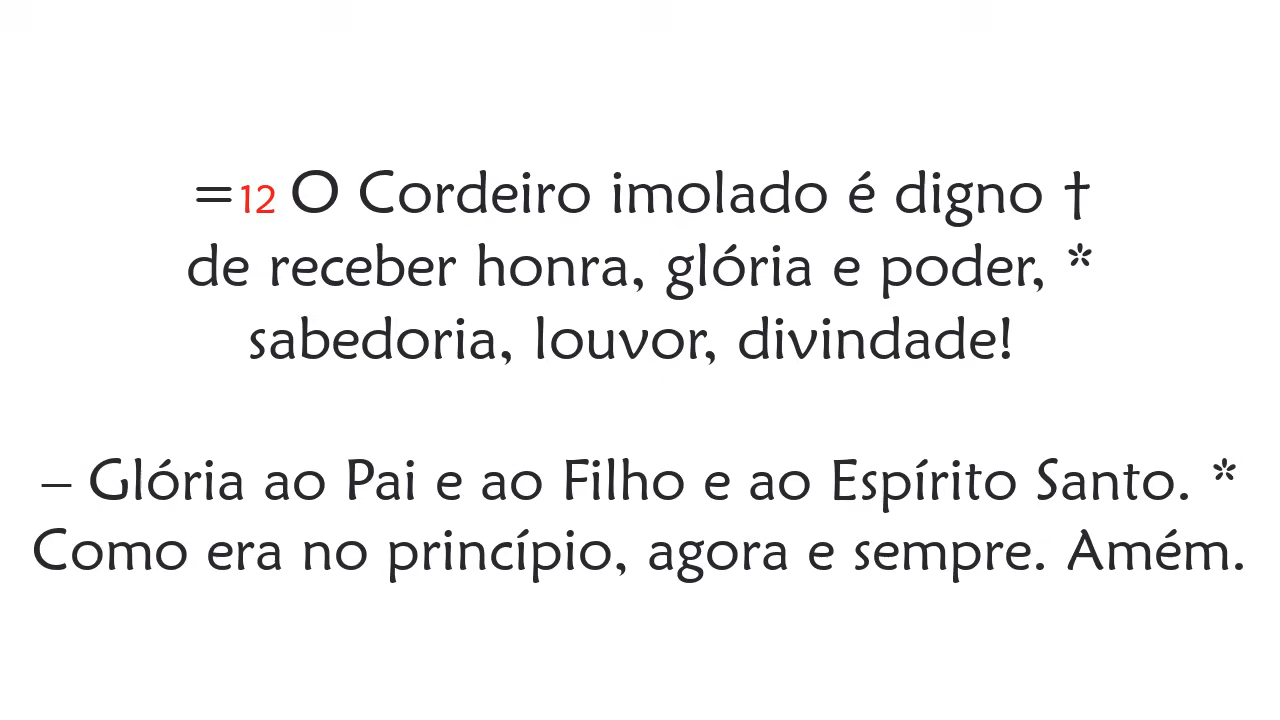 =12 O Cordeiro imolado é digno †
de receber honra, glória e poder, *
sabedoria, louvor, divindade!
– Glória ao Pai e ao Filho e ao Espírito Santo. *
Como era no princípio, agora e sempre. Amém.